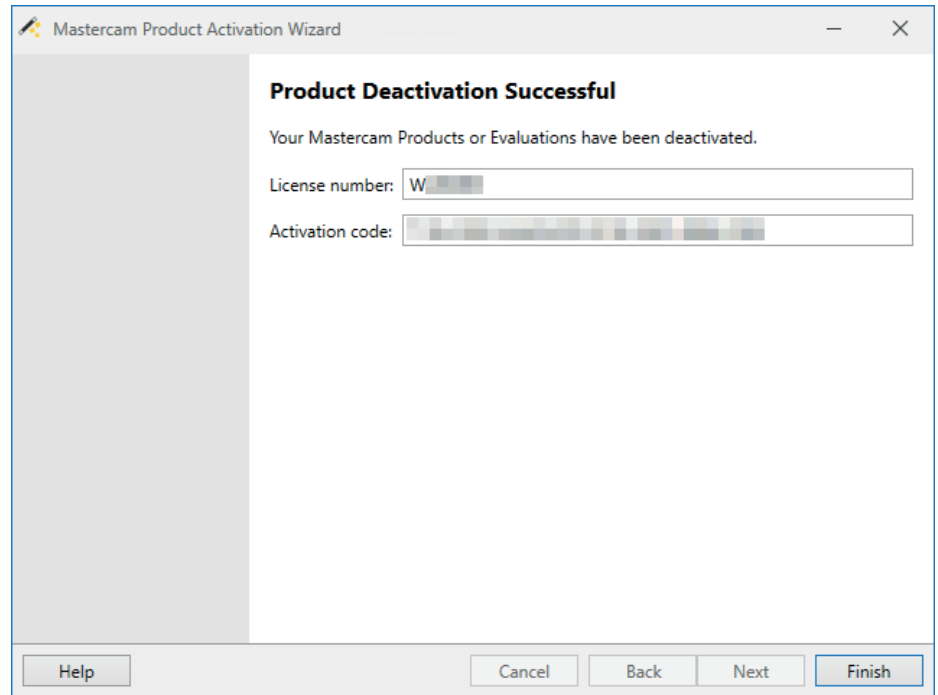 Mastercam Product Activation Wizard
Product Deactivation Successful
Your Mastercam Products or Evaluations have been deactivated.
License number: W
Activation code:
Help Cancel Back Next Finish